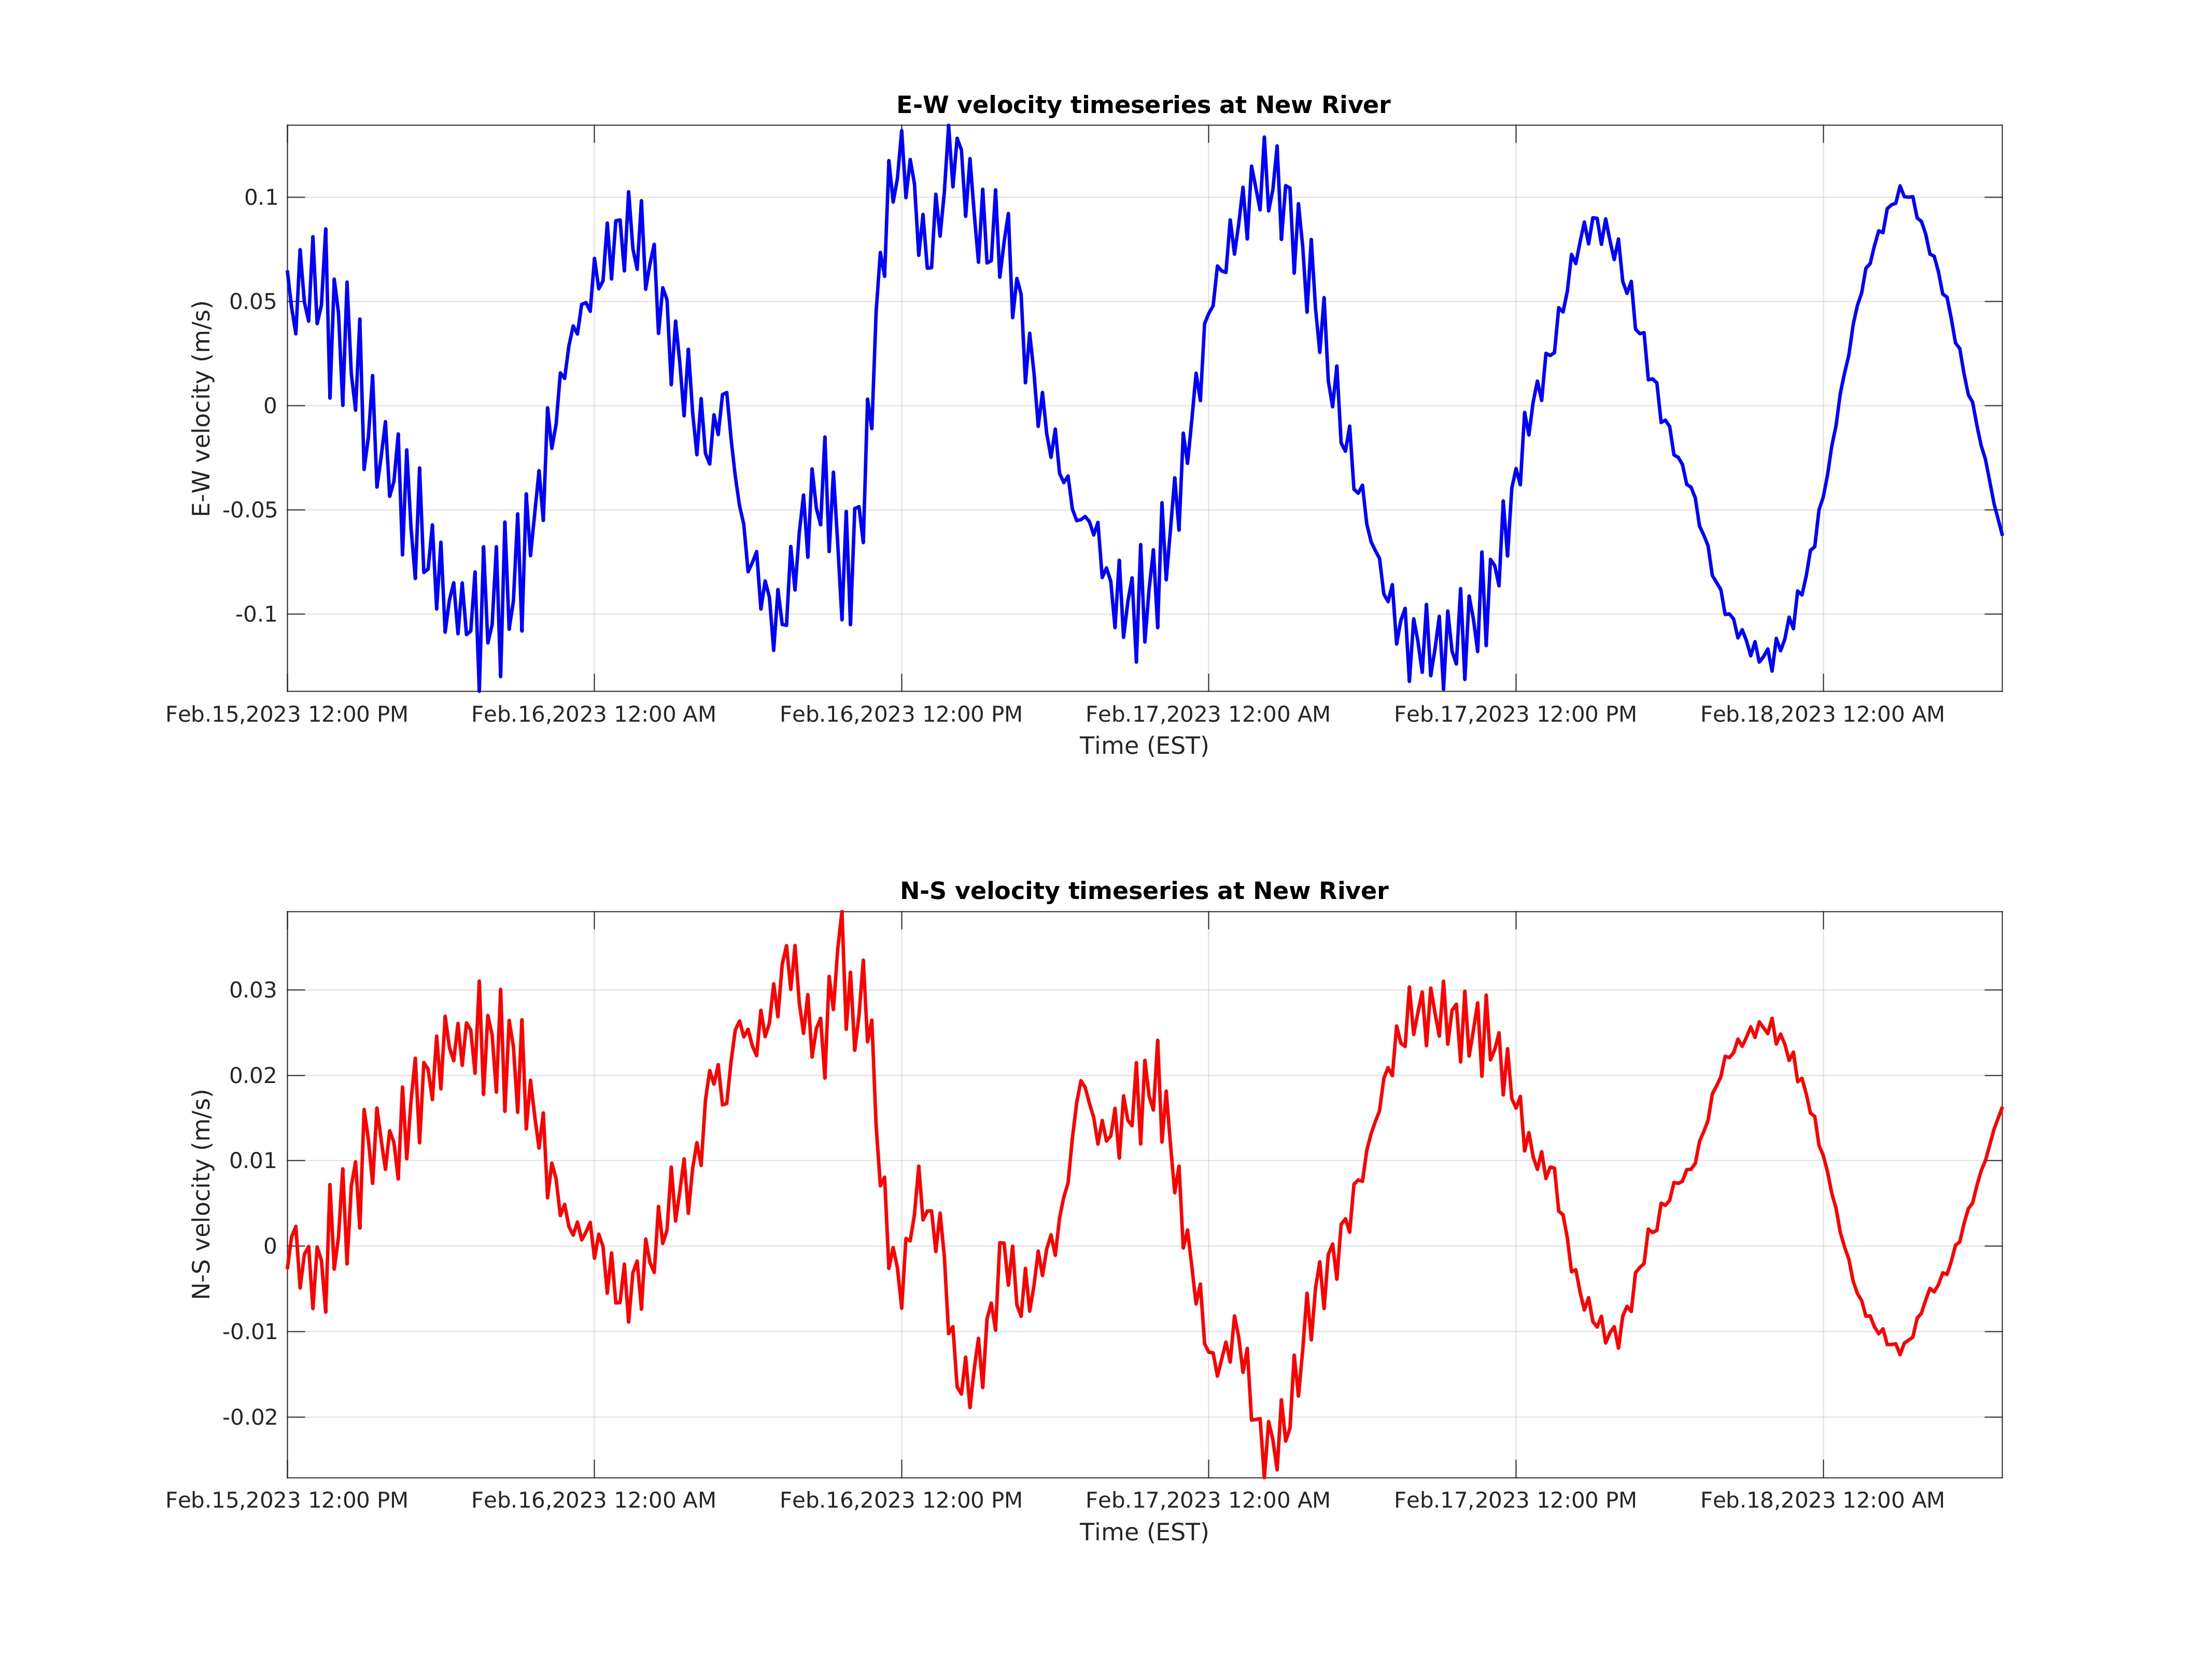 E-W velocity timeseries at New River
E-W velocity (m/s)
0.1
0.05
0
-0.05
-0.1
Feb.15,2023 12:00 PM Feb.16,2023 12:00 AM Feb.16,2023 12:00 PM Feb.17,2023 12:00 AM Feb.17,2023 12:00 PM Feb.18,2023 12:00 AM
Time (EST)
N-S velocity timeseries at New River
N-S velocity (m/s)
0.03
0.02
0.01
0
-0.01
-0.02
Feb.15,2023 12:00 PM Feb.16,2023 12:00 AM Feb.16,2023 12:00 PM Feb.17,2023 12:00 AM Feb.17,2023 12:00 PM Feb.18,2023 12:00 AM
Time (EST)